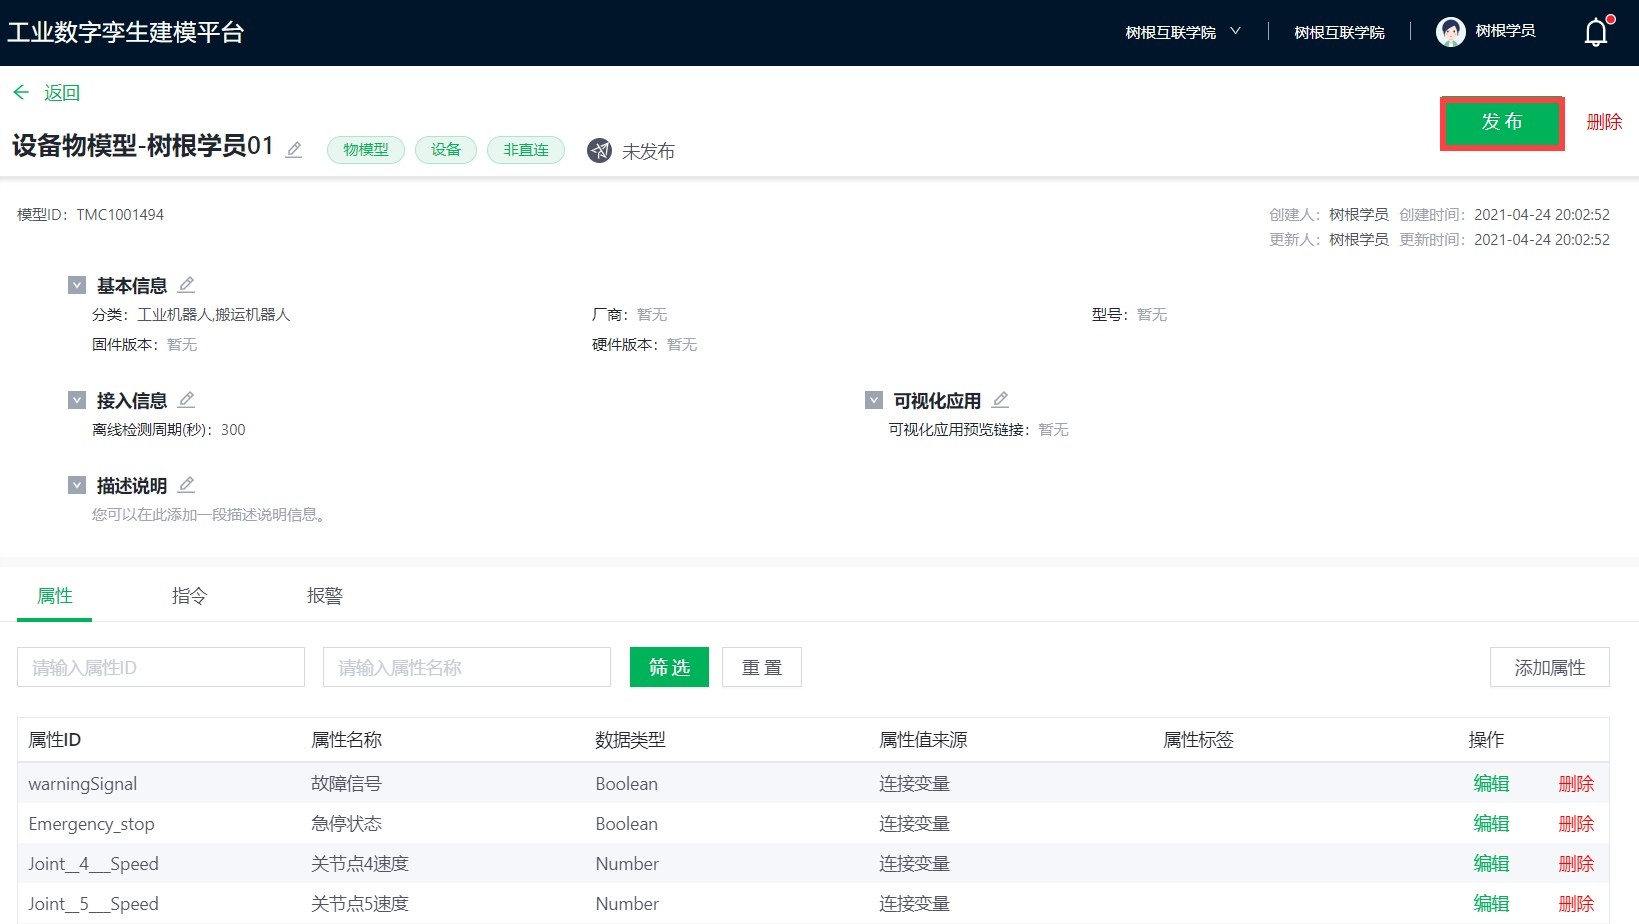 工业数字孪生建模平台
树根互联学院 树根互联学院 树根学员
返回
设备物模型-树根学员01 物模型 设备 非直连 未发布
发布 删除
模型ID: TMC1001494
创建人: 树根学员 创建时间: 2021-04-24 20:02:52
更新人: 树根学员 更新时间: 2021-04-24 20:02:52
基本信息
分类: 工业机器人,搬运机器人 厂商: 暂无 型号: 暂无
固件版本: 暂无 硬件版本: 暂无
接入信息
离线检测周期(秒): 300
可视化应用
可视化应用预览链接: 暂无
描述说明
您可以在此添加一段描述说明信息。
属性 指令 报警
请输入属性ID 请输入属性名称 筛选 重置 添加属性
属性ID 属性名称 数据类型 属性值来源 属性标签 操作
warningSignal 故障信号 Boolean 连接变量 编辑 删除
Emergency_stop 急停状态 Boolean 连接变量 编辑 删除
Joint__4___Speed 关节点4速度 Number 连接变量 编辑 删除
Joint__5___Speed 关节点5速度 Number 连接变量 编辑 删除